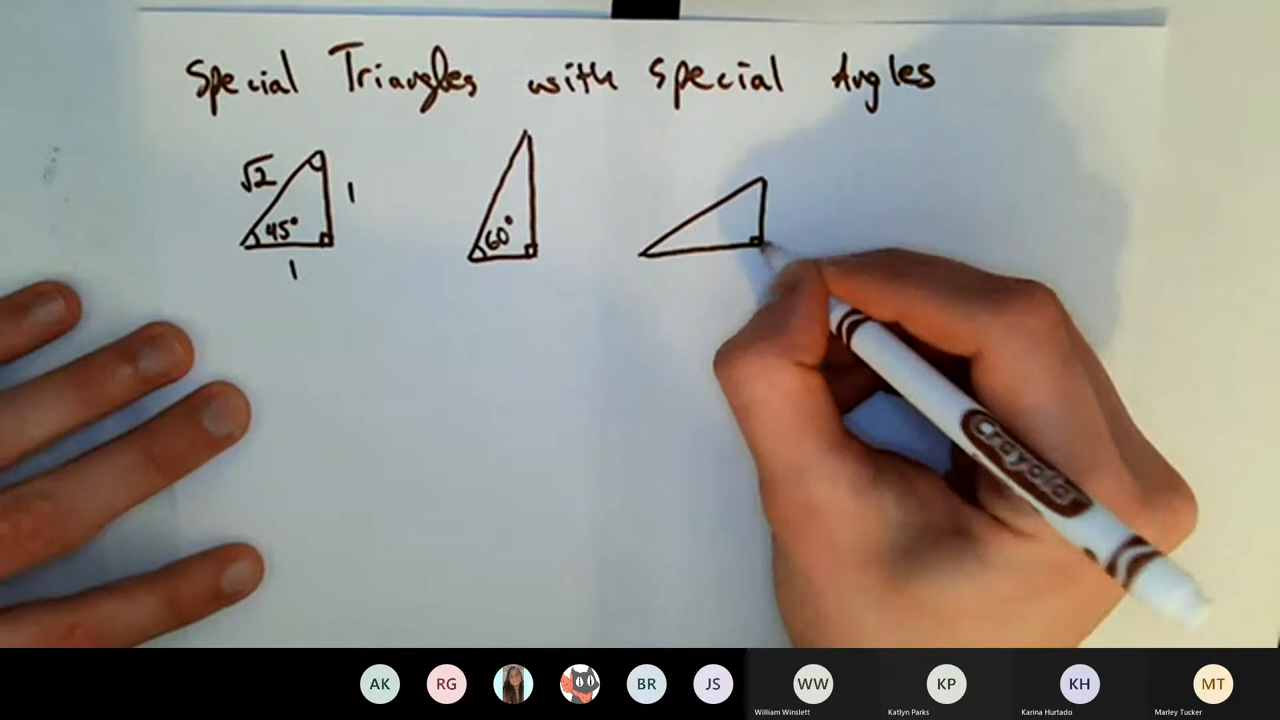 Special Triangles with special Angles
√2
1
45°
1
60°
Crayola
AK RG BR JS WW KP KH MT
William Winslett Katlyn Parks Karina Hurtado Marley Tucker